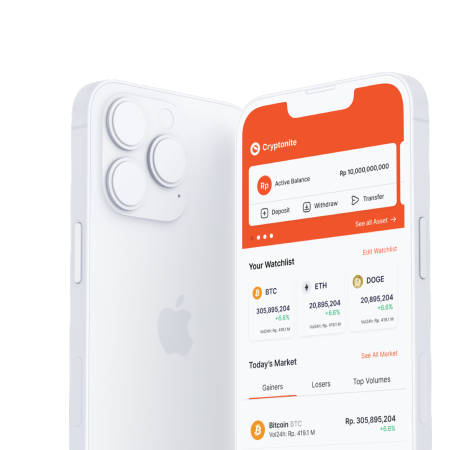 Cryptonite
Rp Active Balance Rp 10,000,000,000
Deposit Withdraw Transfer
See all Asset →
Your Watchlist Edit Watchlist
BTC ETH DOGE
305,895,204 20,895,204 20,895,204
+6.6% +6.6% +6.6%
Vol24h: Rp. 419.1 M Vol24h: Rp. 419.1 M Vol24h: Rp. 419.1 M
Today's Market See All Market
Gainers Losers Top Volumes
Bitcoin BTC Rp. 305,895,204
Vol24h: Rp. 419.1 M +6.6%